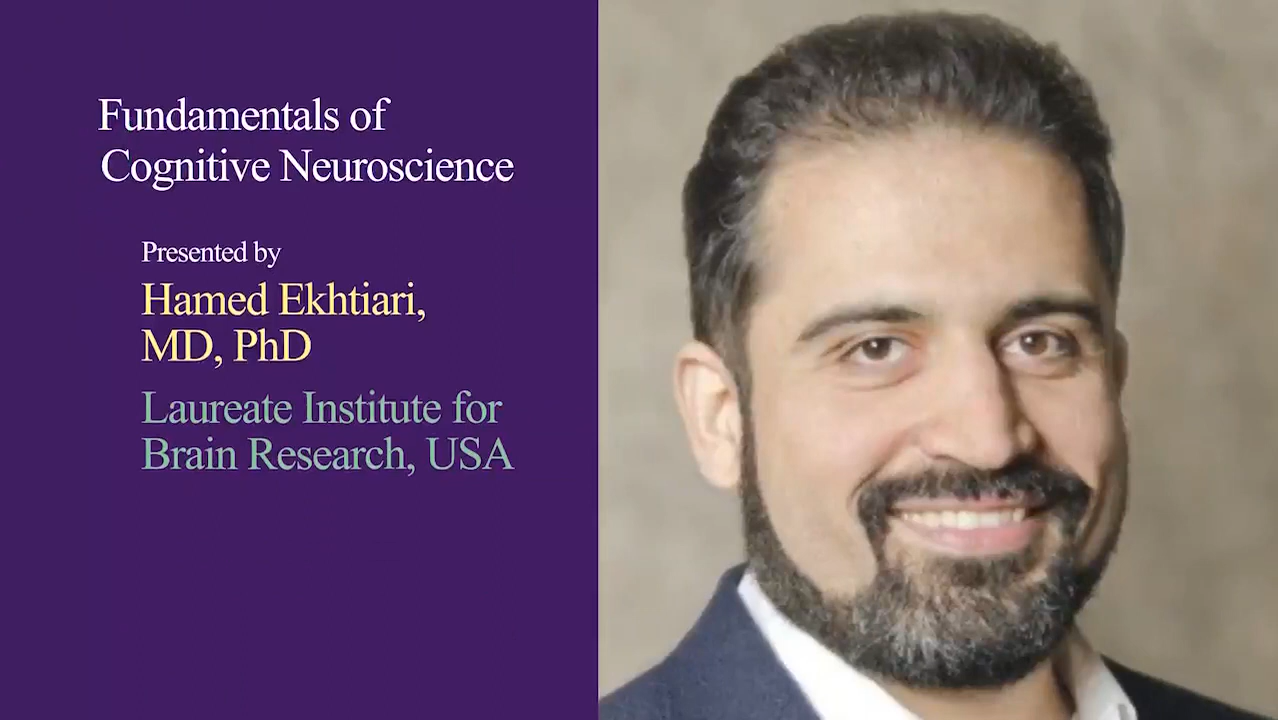 Fundamentals of
Cognitive Neuroscience
Presented by
Hamed Ekhtiari,
MD, PhD
Laureate Institute for
Brain Research, USA